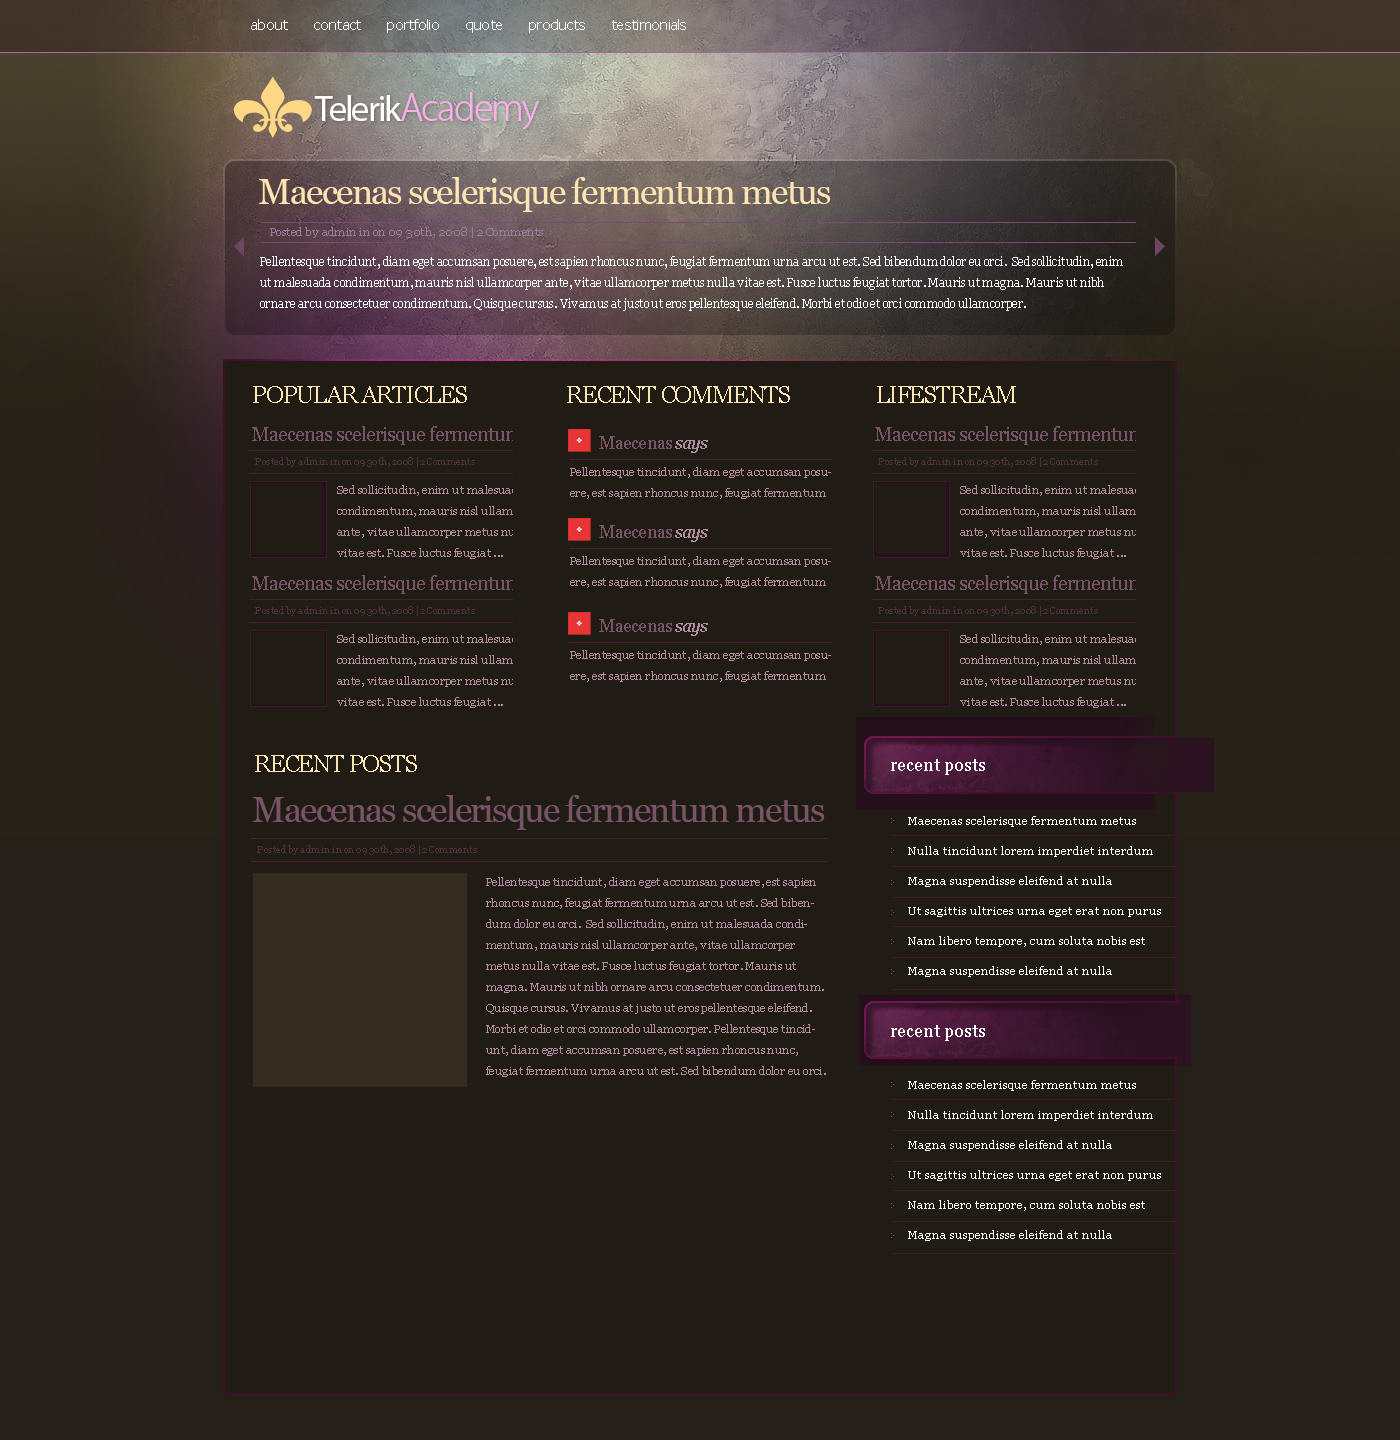 about contact portfolio quote products testimonials
TelerikAcademy
Maecenas scelerisque fermentum metus
Posted by admin in on 09 30th, 2008 | 2 Comments
Pellentesque tincidunt, diam eget accumsan posuere, est sapien rhoncus nunc, feugiat fermentum urna arcu ut est. Sed bibendum dolor eu orci. Sed sollicitudin, enim
ut malesuada condimentum, mauris nisl ullamcorper ante, vitae ullamcorper metus nulla vitae est. Fusce luctus feugiat tortor. Mauris ut magna. Mauris ut nibh
ornare arcu consectetuer condimentum. Quisque cursus. Vivamus at justo ut eros pellentesque eleifend. Morbi et odio et orci commodo ullamcorper.
POPULAR ARTICLES
Maecenas scelerisque fermentur
Posted by admin in on 09 30th, 2008 | 2 Comments
Sed sollicitudin, enim ut malesua
condimentum, mauris nisl ullam
ante, vitae ullamcorper metus nu
vitae est. Fusce luctus feugiat ...
Maecenas scelerisque fermentur
Posted by admin in on 09 30th, 2008 | 2 Comments
Sed sollicitudin, enim ut malesua
condimentum, mauris nisl ullam
ante, vitae ullamcorper metus nu
vitae est. Fusce luctus feugiat ...
RECENT COMMENTS
Maecenas says
Pellentesque tincidunt, diam eget accumsan posu-
ere, est sapien rhoncus nunc, feugiat fermentum
Maecenas says
Pellentesque tincidunt, diam eget accumsan posu-
ere, est sapien rhoncus nunc, feugiat fermentum
Maecenas says
Pellentesque tincidunt, diam eget accumsan posu-
ere, est sapien rhoncus nunc, feugiat fermentum
LIFESTREAM
Maecenas scelerisque fermentur
Posted by admin in on 09 30th, 2008 | 2 Comments
Sed sollicitudin, enim ut malesua
condimentum, mauris nisl ullam
ante, vitae ullamcorper metus nu
vitae est. Fusce luctus feugiat ...
Maecenas scelerisque fermentur
Posted by admin in on 09 30th, 2008 | 2 Comments
Sed sollicitudin, enim ut malesua
condimentum, mauris nisl ullam
ante, vitae ullamcorper metus nu
vitae est. Fusce luctus feugiat ...
RECENT POSTS
Maecenas scelerisque fermentum metus
Posted by admin in on 09 30th, 2008 | 2 Comments
Pellentesque tincidunt, diam eget accumsan posuere, est sapien
rhoncus nunc, feugiat fermentum urna arcu ut est. Sed biben-
dum dolor eu orci. Sed sollicitudin, enim ut malesuada condi-
mentum, mauris nisl ullamcorper ante, vitae ullamcorper
metus nulla vitae est. Fusce luctus feugiat tortor. Mauris ut
magna. Mauris ut nibh ornare arcu consectetuer condimentum.
Quisque cursus. Vivamus at justo ut eros pellentesque eleifend.
Morbi et odio et orci commodo ullamcorper. Pellentesque tincid-
unt, diam eget accumsan posuere, est sapien rhoncus nunc,
feugiat fermentum urna arcu ut est. Sed bibendum dolor eu orci.
recent posts
Maecenas scelerisque fermentum metus
Nulla tincidunt lorem imperdiet interdum
Magna suspendisse eleifend at nulla
Ut sagittis ultrices urna eget erat non purus
Nam libero tempore, cum soluta nobis est
Magna suspendisse eleifend at nulla
recent posts
Maecenas scelerisque fermentum metus
Nulla tincidunt lorem imperdiet interdum
Magna suspendisse eleifend at nulla
Ut sagittis ultrices urna eget erat non purus
Nam libero tempore, cum soluta nobis est
Magna suspendisse eleifend at nulla